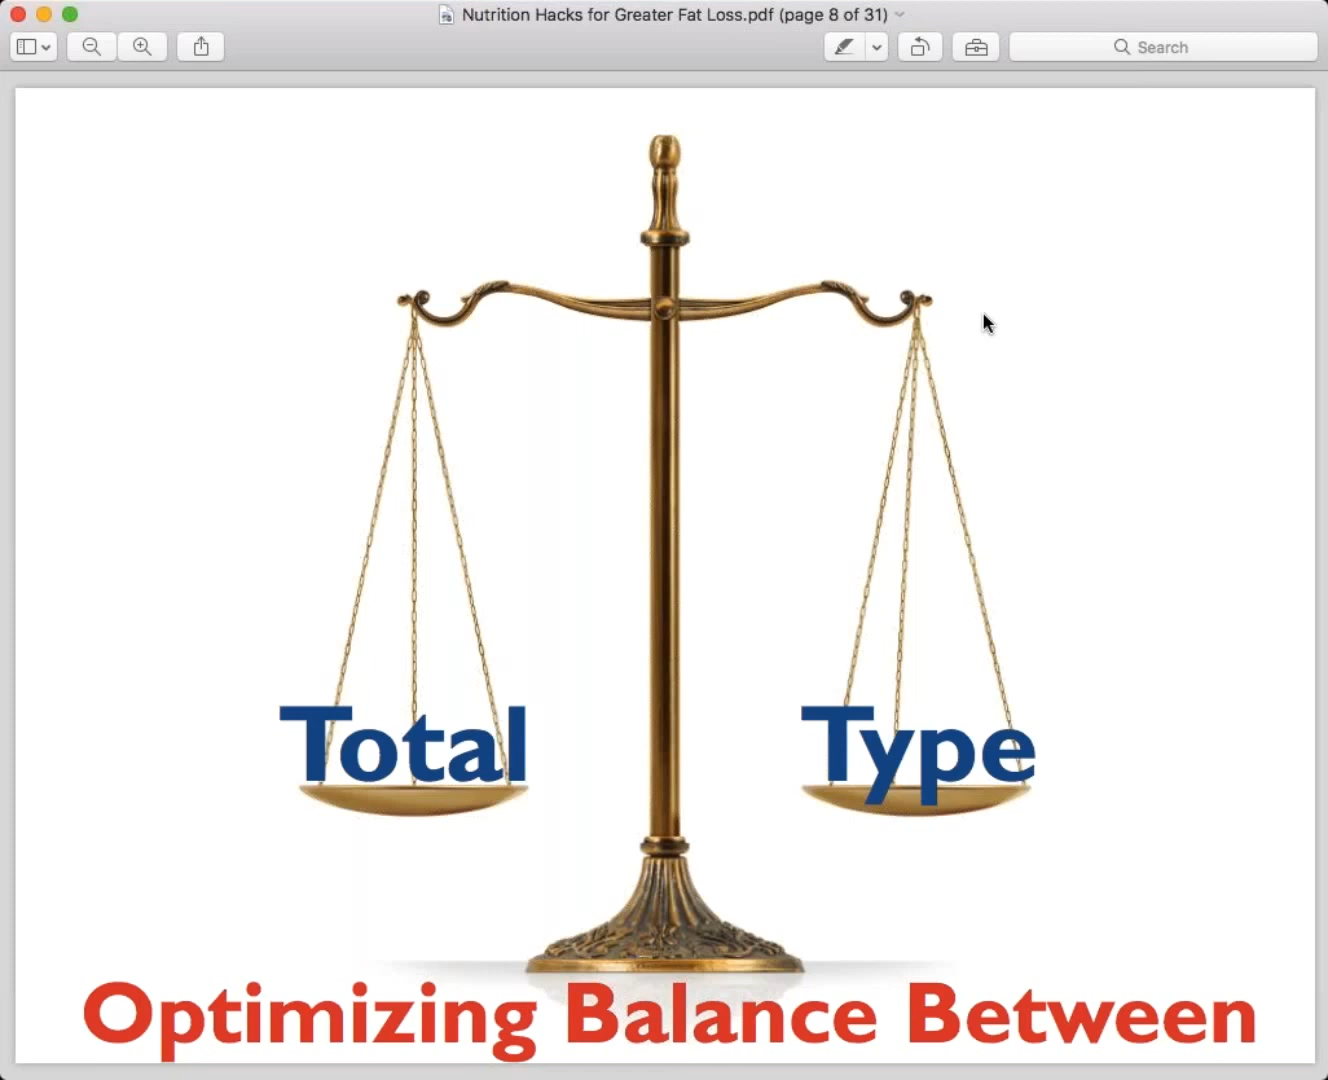 Nutrition Hacks for Greater Fat Loss.pdf (page 8 of 31)
Search
Total
Type
Optimizing Balance Between